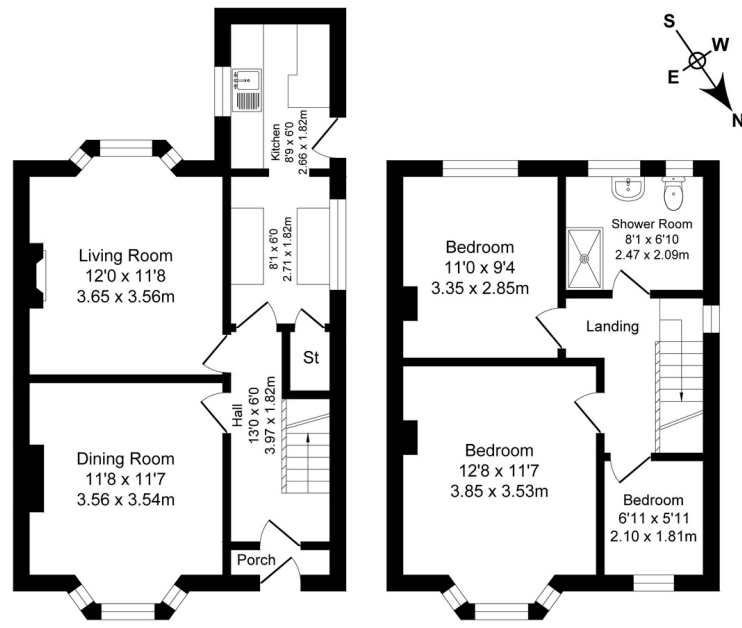 Kitchen
8'9 x 6'0
2.66 x 1.82m
Living Room
12'0 x 11'8
3.65 x 3.56m
8'1 x 6'0
2.71 x 1.82m
St
Hall
13'0 x 6'0
3.97 x 1.82m
Dining Room
11'8 x 11'7
3.56 x 3.54m
Porch
S
W
E
N
Shower Room
8'1 x 6'10
2.47 x 2.09m
Bedroom
11'0 x 9'4
3.35 x 2.85m
Landing
Bedroom
12'8 x 11'7
3.85 x 3.53m
Bedroom
6'11 x 5'11
2.10 x 1.81m